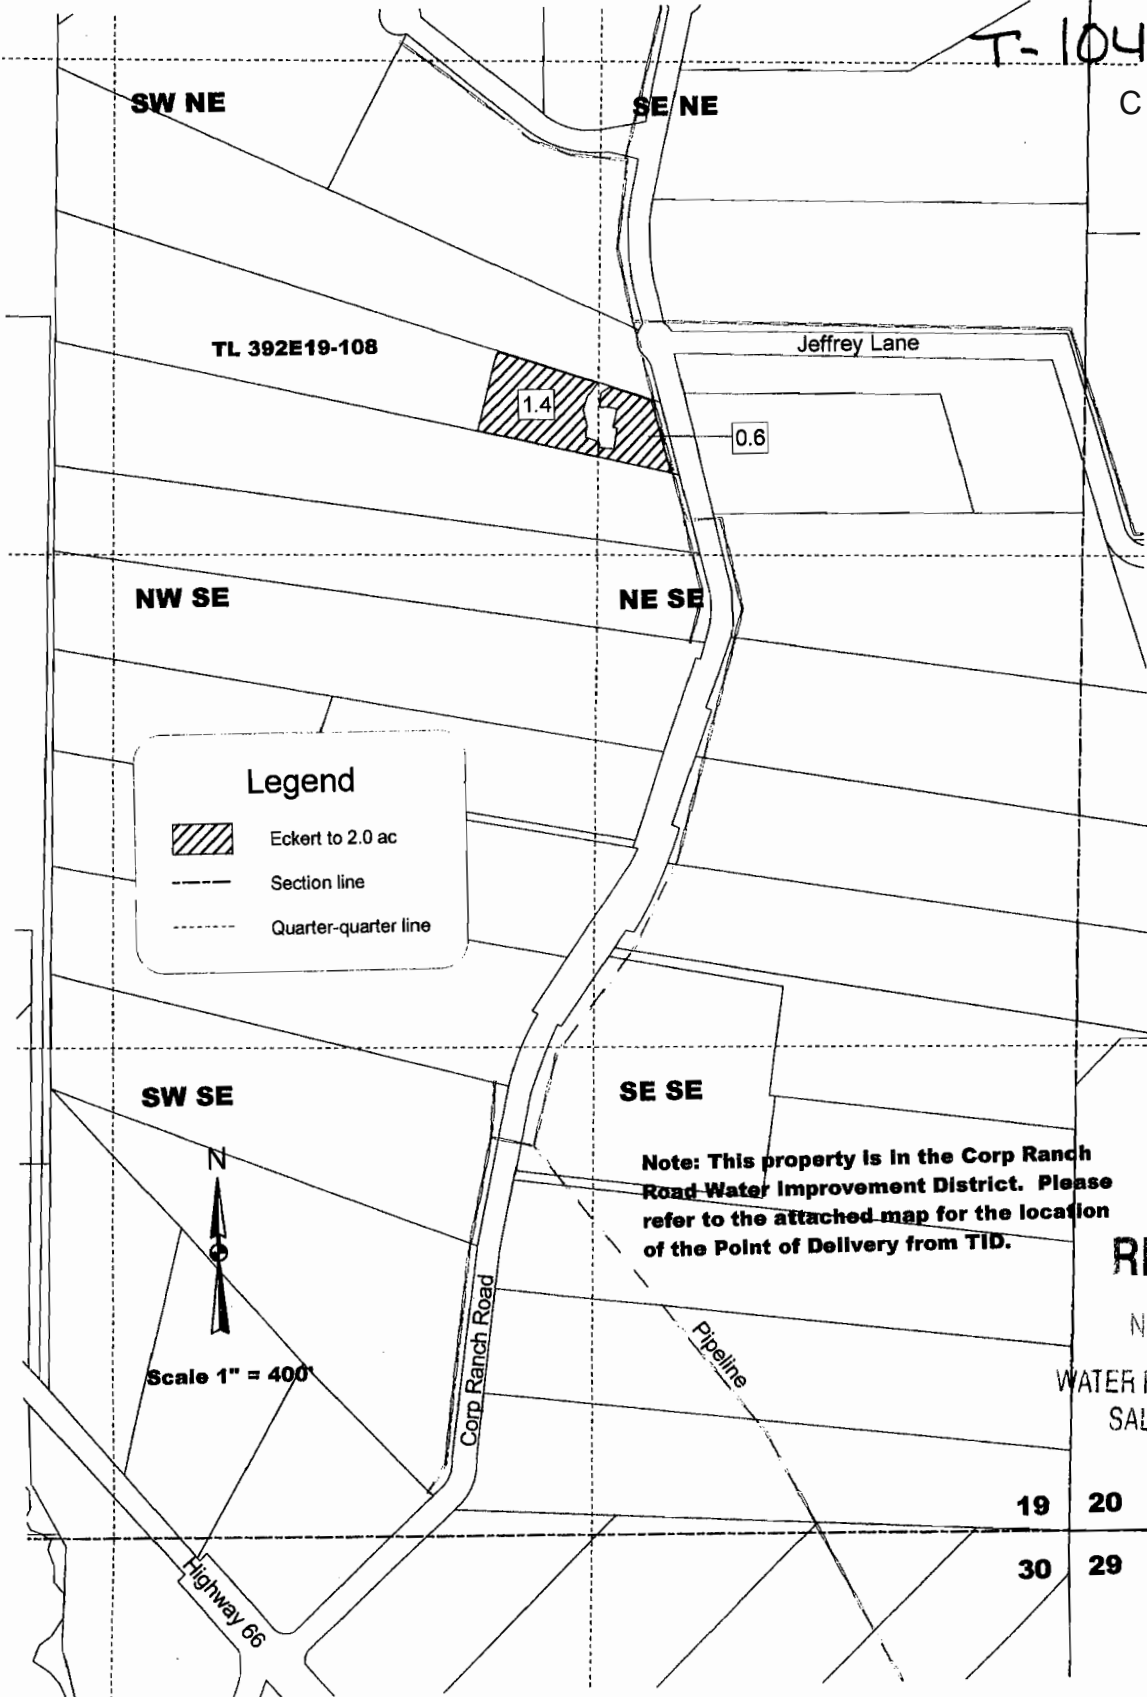 T-104
C
SW NE
SE NE
TL 392E19-108
Jeffrey Lane
1.4
0.6
NW SE
NE SE
Legend
Eckert to 2.0 ac
Section line
Quarter-quarter line
SW SE
SE SE
N
Note: This property is in the Corp Ranch
Road Water Improvement District. Please
refer to the attached map for the location
of the Point of Delivery from TID.
Scale 1" = 400'
Corp Ranch Road
Pipeline
WATER
19 20
30 29
Highway 66